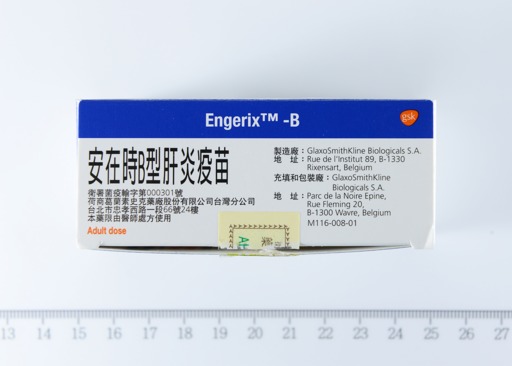 Engerix™ -B
gsk
安在時B型肝炎疫苗
衛署菌疫輸字第000301號
荷商葛蘭素史克藥廠股份有限公司台灣分公司
台北市忠孝西路一段66號24樓
本藥限由醫師處方使用
Adult dose
製造廠：GlaxoSmithKline Biologicals S.A.
地 址：Rue de l'Institut 89, B-1330
Rixensart, Belgium
充填和包裝廠：GlaxoSmithKline
Biologicals S.A.
地 址：Parc de la Noire Epine,
Rue Fleming 20,
B-1300 Wavre, Belgium
M116-008-01
13 14 15 16 17 18 19 20 21 22 23 24 25 26 27